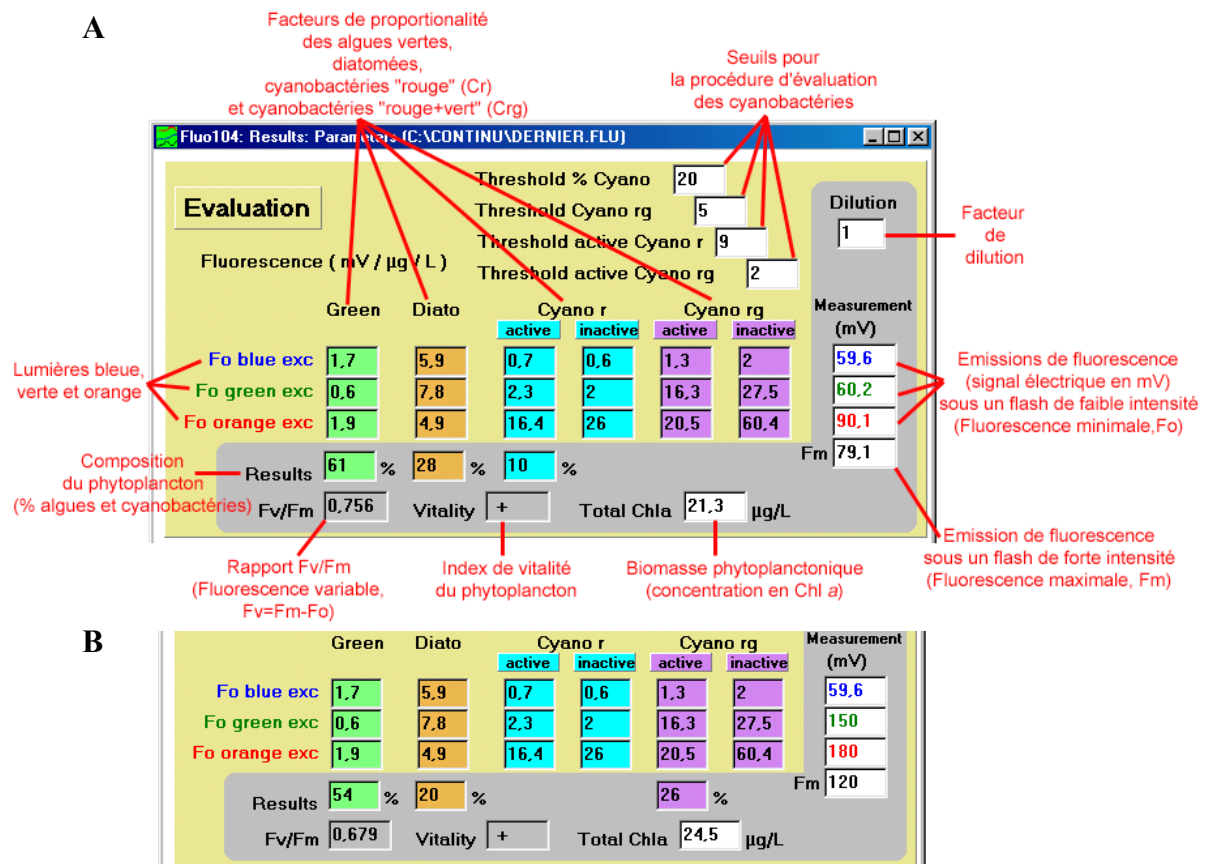 A
Facteurs de proportionalité
des algues vertes,
diatomées,
cyanobactéries "rouge" (Cr)
et cyanobactéries "rouge+vert" (Crg)
Seuils pour
la procédure d'évaluation
des cyanobactéries
Fluo104: Results: Parameters (C:\CONTINU\DERNIER.FLU)
Evaluation
Threshold % Cyano 20
Threshold Cyano rg 5
Threshold active Cyano r 9
Threshold active Cyano rg 2
Dilution
1
Facteur
de
dilution
Fluorescence ( mV / µg / L )
Green Diato Cyano r Cyano rg Measurement
active inactive active inactive (mV)
Lumières bleue,
verte et orange
Fo blue exc 1,7 5,9 0,7 0,6 1,3 2 59,6
Fo green exc 0,6 7,8 2,3 2 16,3 27,5 60,2
Fo orange exc 1,9 4,9 16,4 26 20,5 60,4 90,1
Fm 79,1
Emissions de fluorescence
(signal électrique en mV)
sous un flash de faible intensité
(Fluorescence minimale,Fo)
Composition
du phytoplancton
(% algues et cyanobactéries)
Results 61 % 28 % 10 %
Fv/Fm 0,756 Vitality + Total Chla 21,3 µg/L
Rapport Fv/Fm
(Fluorescence variable,
Fv=Fm-Fo)
Index de vitalité
du phytoplancton
Biomasse phytoplanctonique
(concentration en Chl a)
Emission de fluorescence
sous un flash de forte intensité
(Fluorescence maximale, Fm)
B
Green Diato Cyano r Cyano rg Measurement
active inactive active inactive (mV)
Fo blue exc 1,7 5,9 0,7 0,6 1,3 2 59,6
Fo green exc 0,6 7,8 2,3 2 16,3 27,5 150
Fo orange exc 1,9 4,9 16,4 26 20,5 60,4 180
Fm 120
Results 54 % 20 % 26 %
Fv/Fm 0,679 Vitality + Total Chla 24,5 µg/L